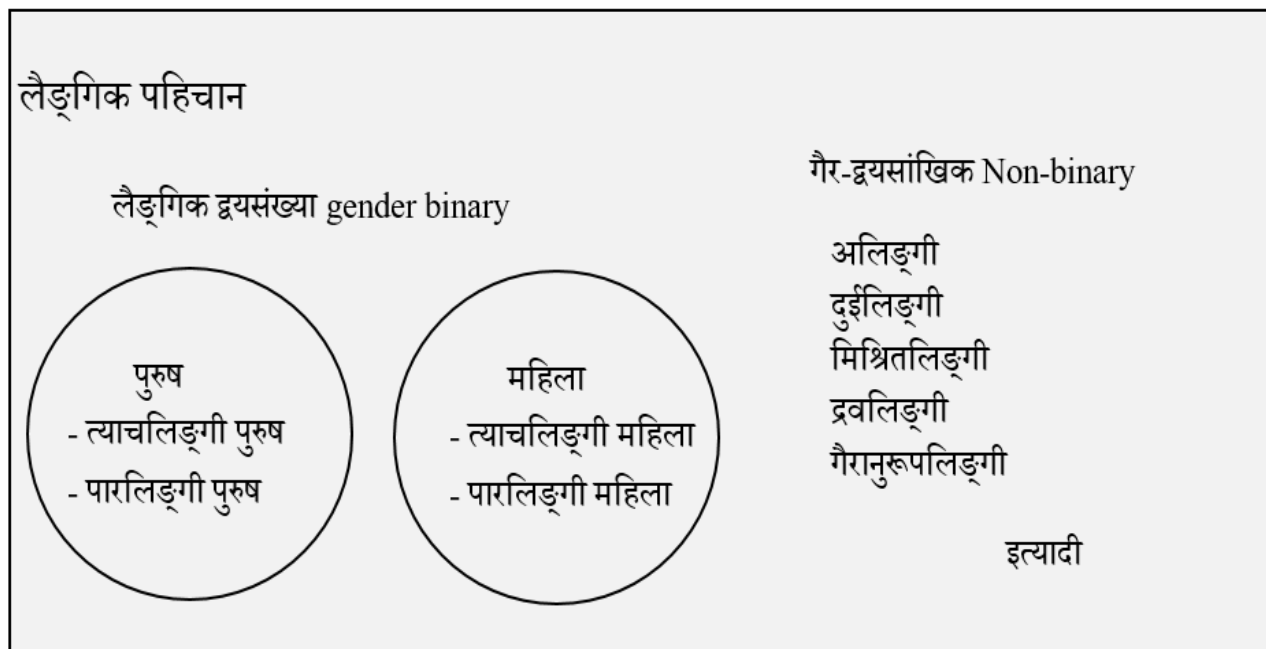 लैङ्‌गिक पहिचान
लैङ्‌गिक द्वयसंख्या gender binary
पुरुष
- त्याचलिङ्‌गी पुरुष
- पारलिङ्‌गी पुरुष
महिला
- त्याचलिङ्‌गी महिला
- पारलिङ्‌गी महिला
गैर-द्वयसांखिक Non-binary
अलिङ्‌गी
दुईलिङ्‌गी
मिश्रितलिङ्‌गी
द्रवलिङ्‌गी
गैरानुरूपलिङ्‌गी
इत्यादी